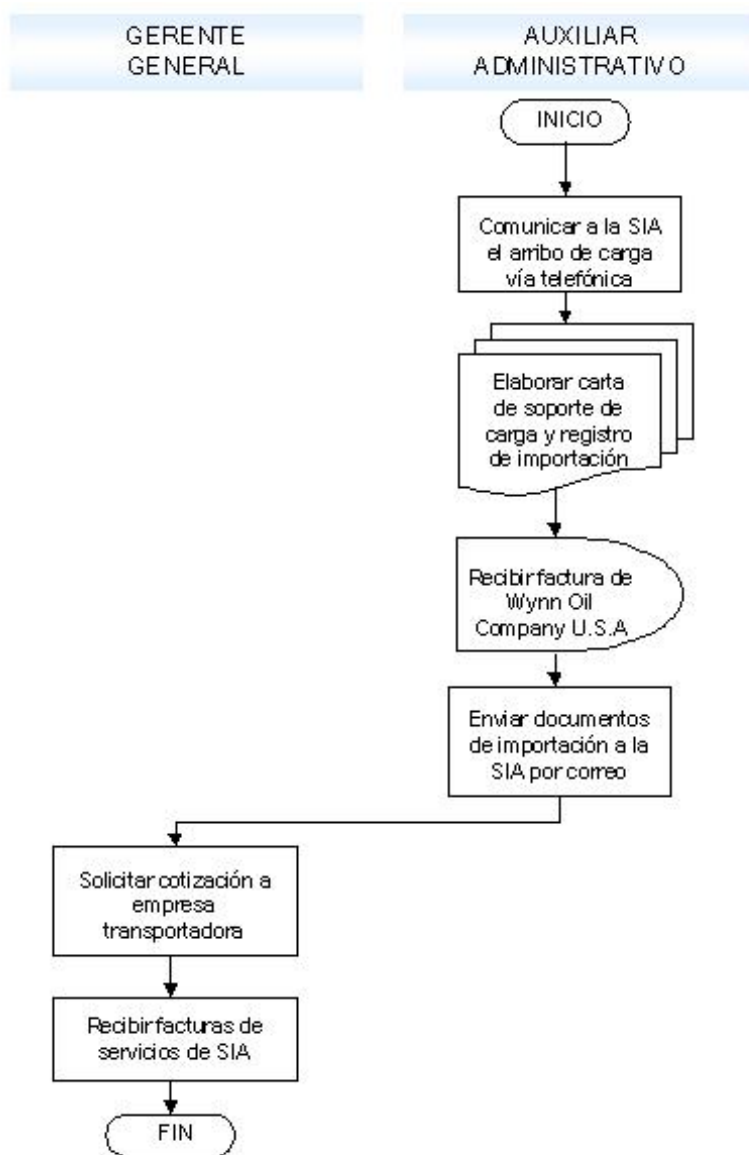 GERENTE
GENERAL
AUXILIAR
ADMINISTRATIVO
INICIO
Comunicar a la SIA
el arribo de carga
vía telefónica
Elaborar carta
de soporte de
carga y registro
de importación
Recibir factura de
Wynn Oil
Company U.S.A
Enviar documentos
de importación a la
SIA por correo
Solicitar cotización a
empresa
transportadora
Recibir facturas de
servicios de SIA
FIN